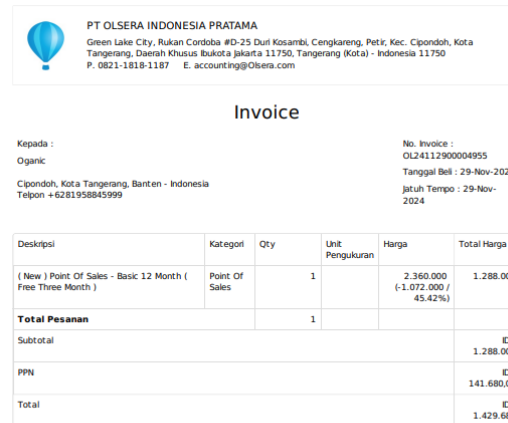 PT OLSERA INDONESIA PRATAMA
Green Lake City, Rukan Cordoba #D-25 Duri Kosambi, Cengkareng, Petir, Kec. Cipondoh, Kota
Tangerang, Daerah Khusus Ibukota Jakarta 11750, Tangerang (Kota) - Indonesia 11750
P. 0821-1818-1187 E. accounting@Olsera.com
Invoice
Kepada :
Oganic
Cipondoh, Kota Tangerang, Banten - Indonesia
Telpon +6281958845999
No. Invoice :
OL24112900004955
Tanggal Beli : 29-Nov-202
Jatuh Tempo : 29-Nov-
2024
Deskripsi Kategori Qty Unit Pengukuran Harga Total Harga
( New ) Point Of Sales - Basic 12 Month ( Point Of 1 2.360.000 1.288.00
Free Three Month ) Sales (-1.072.000 /
45.42%)
Total Pesanan 1
Subtotal ID
1.288.00
PPN ID
141.680,0
Total ID
1.429.68